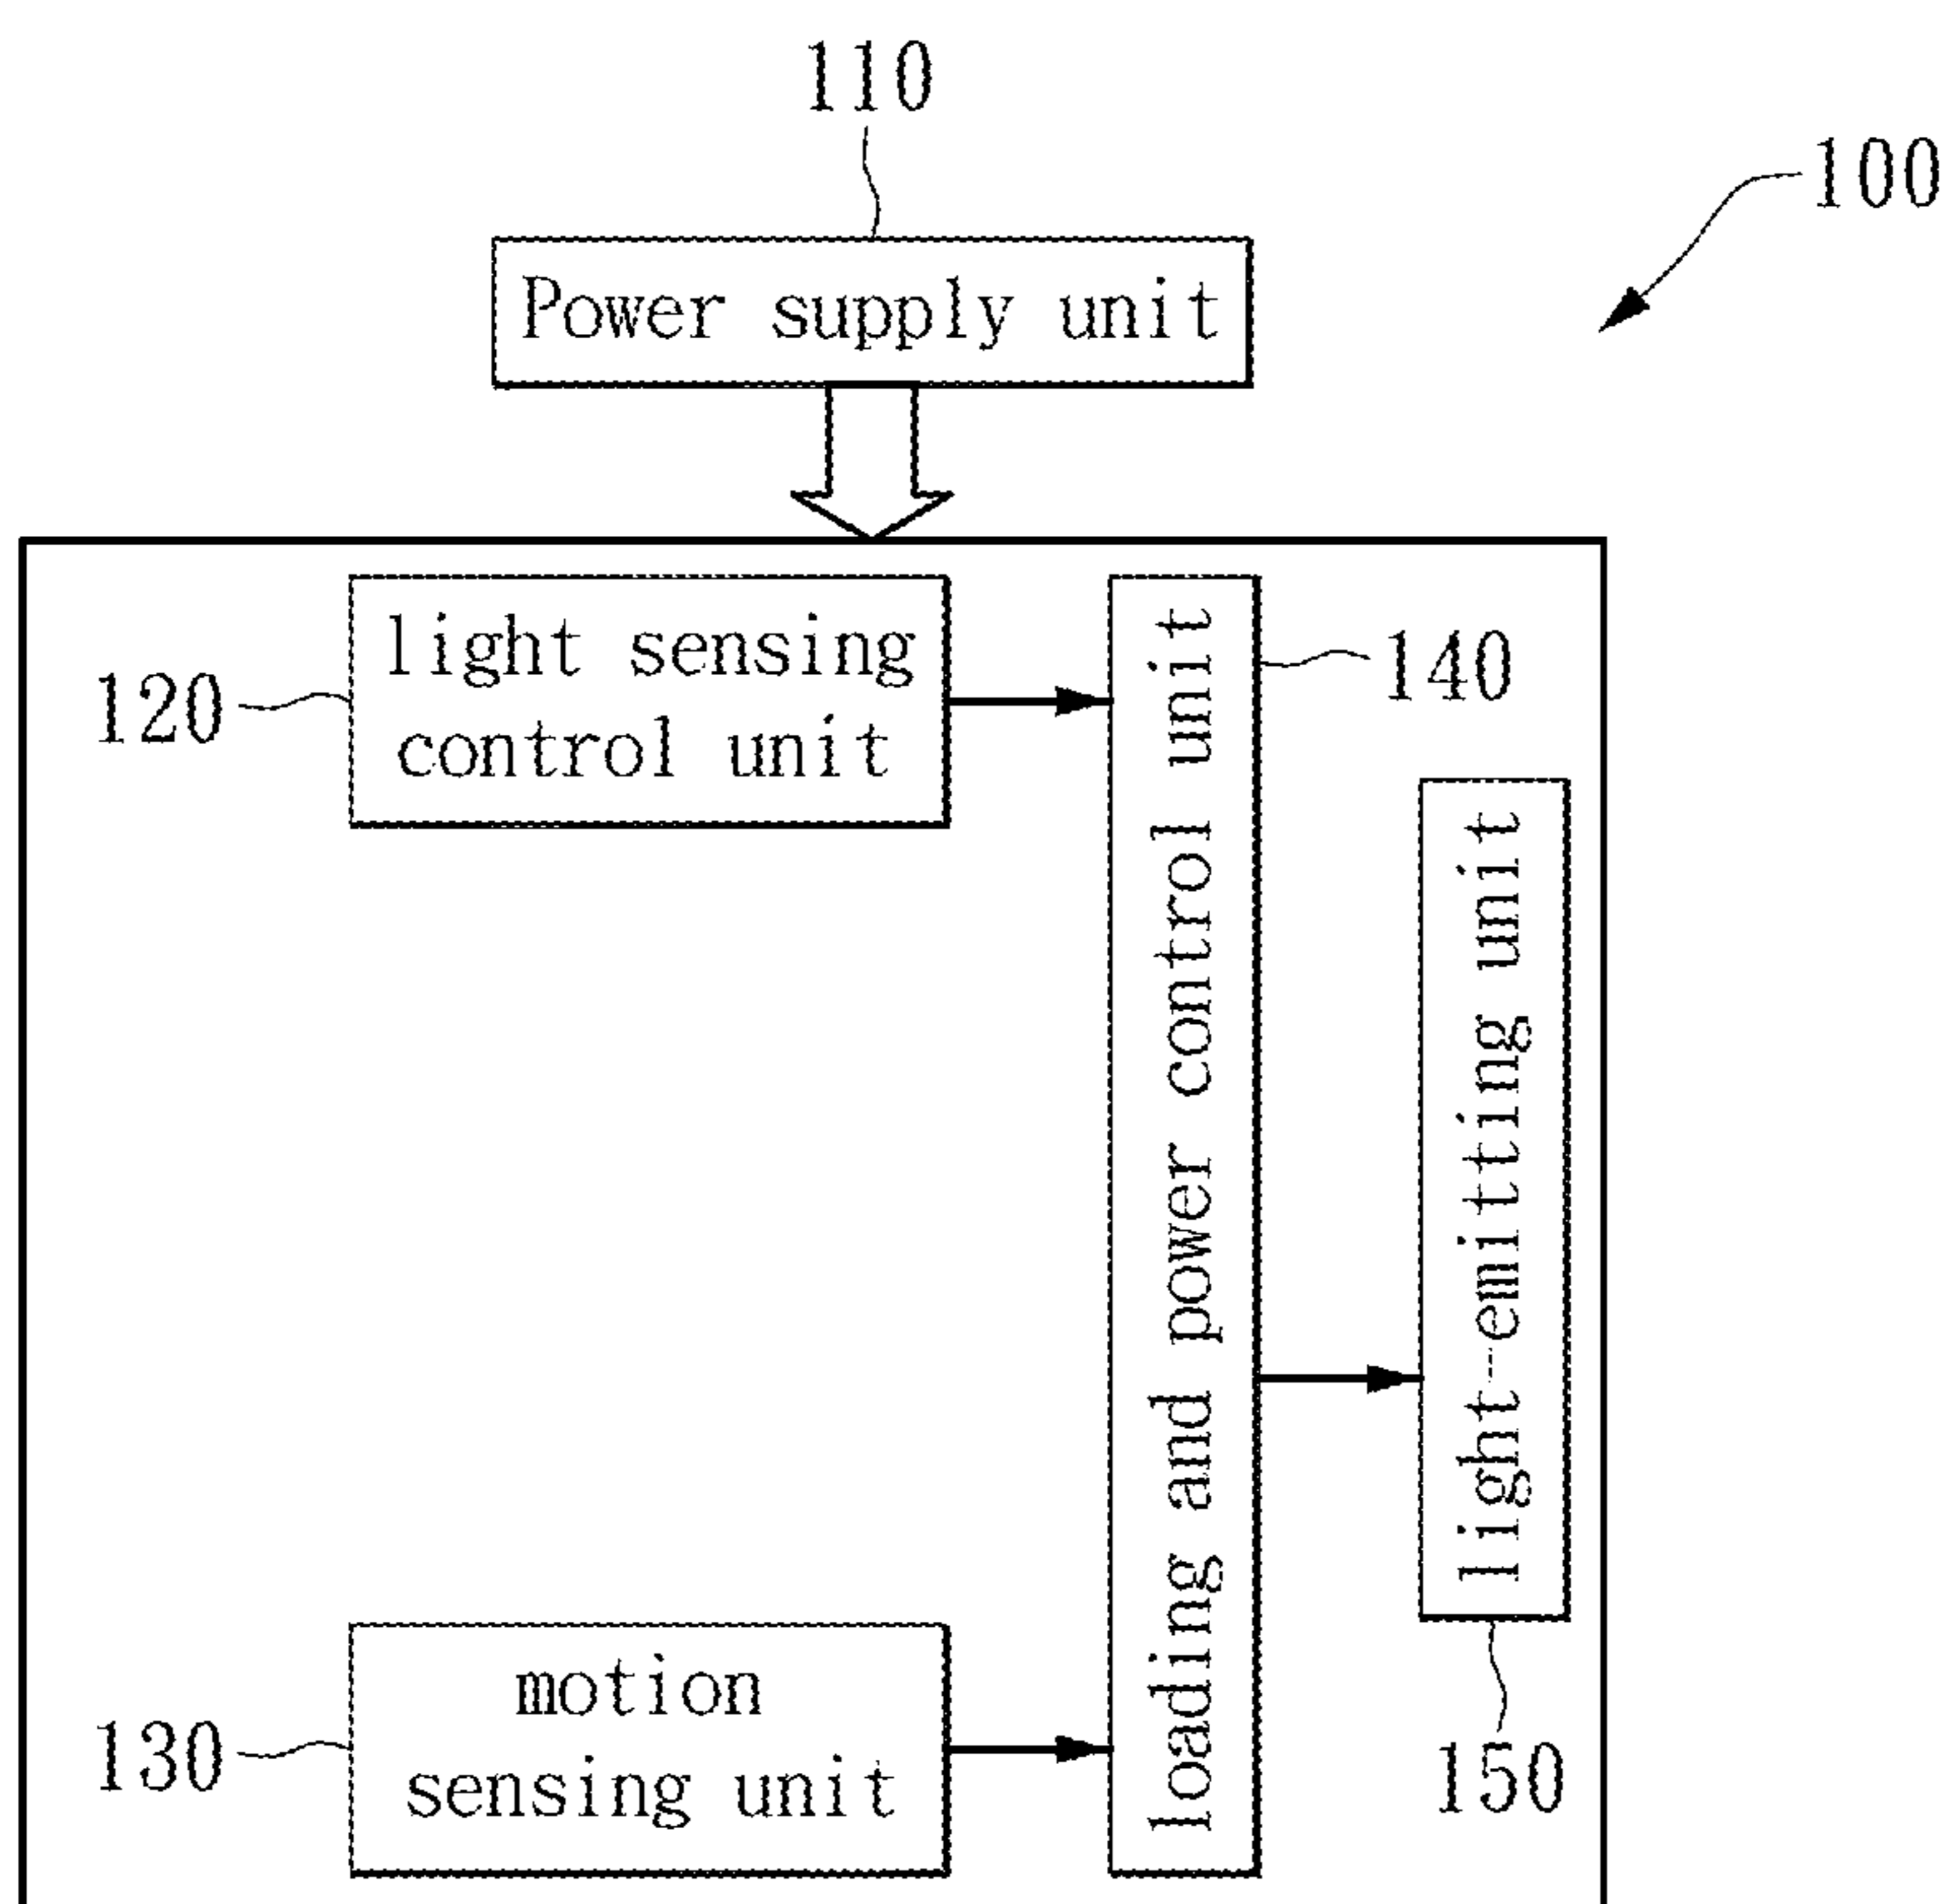 110
100
Power supply unit
120
light sensing
control unit
loading and power control unit
140
light-emitting unit
130
motion
sensing unit
150